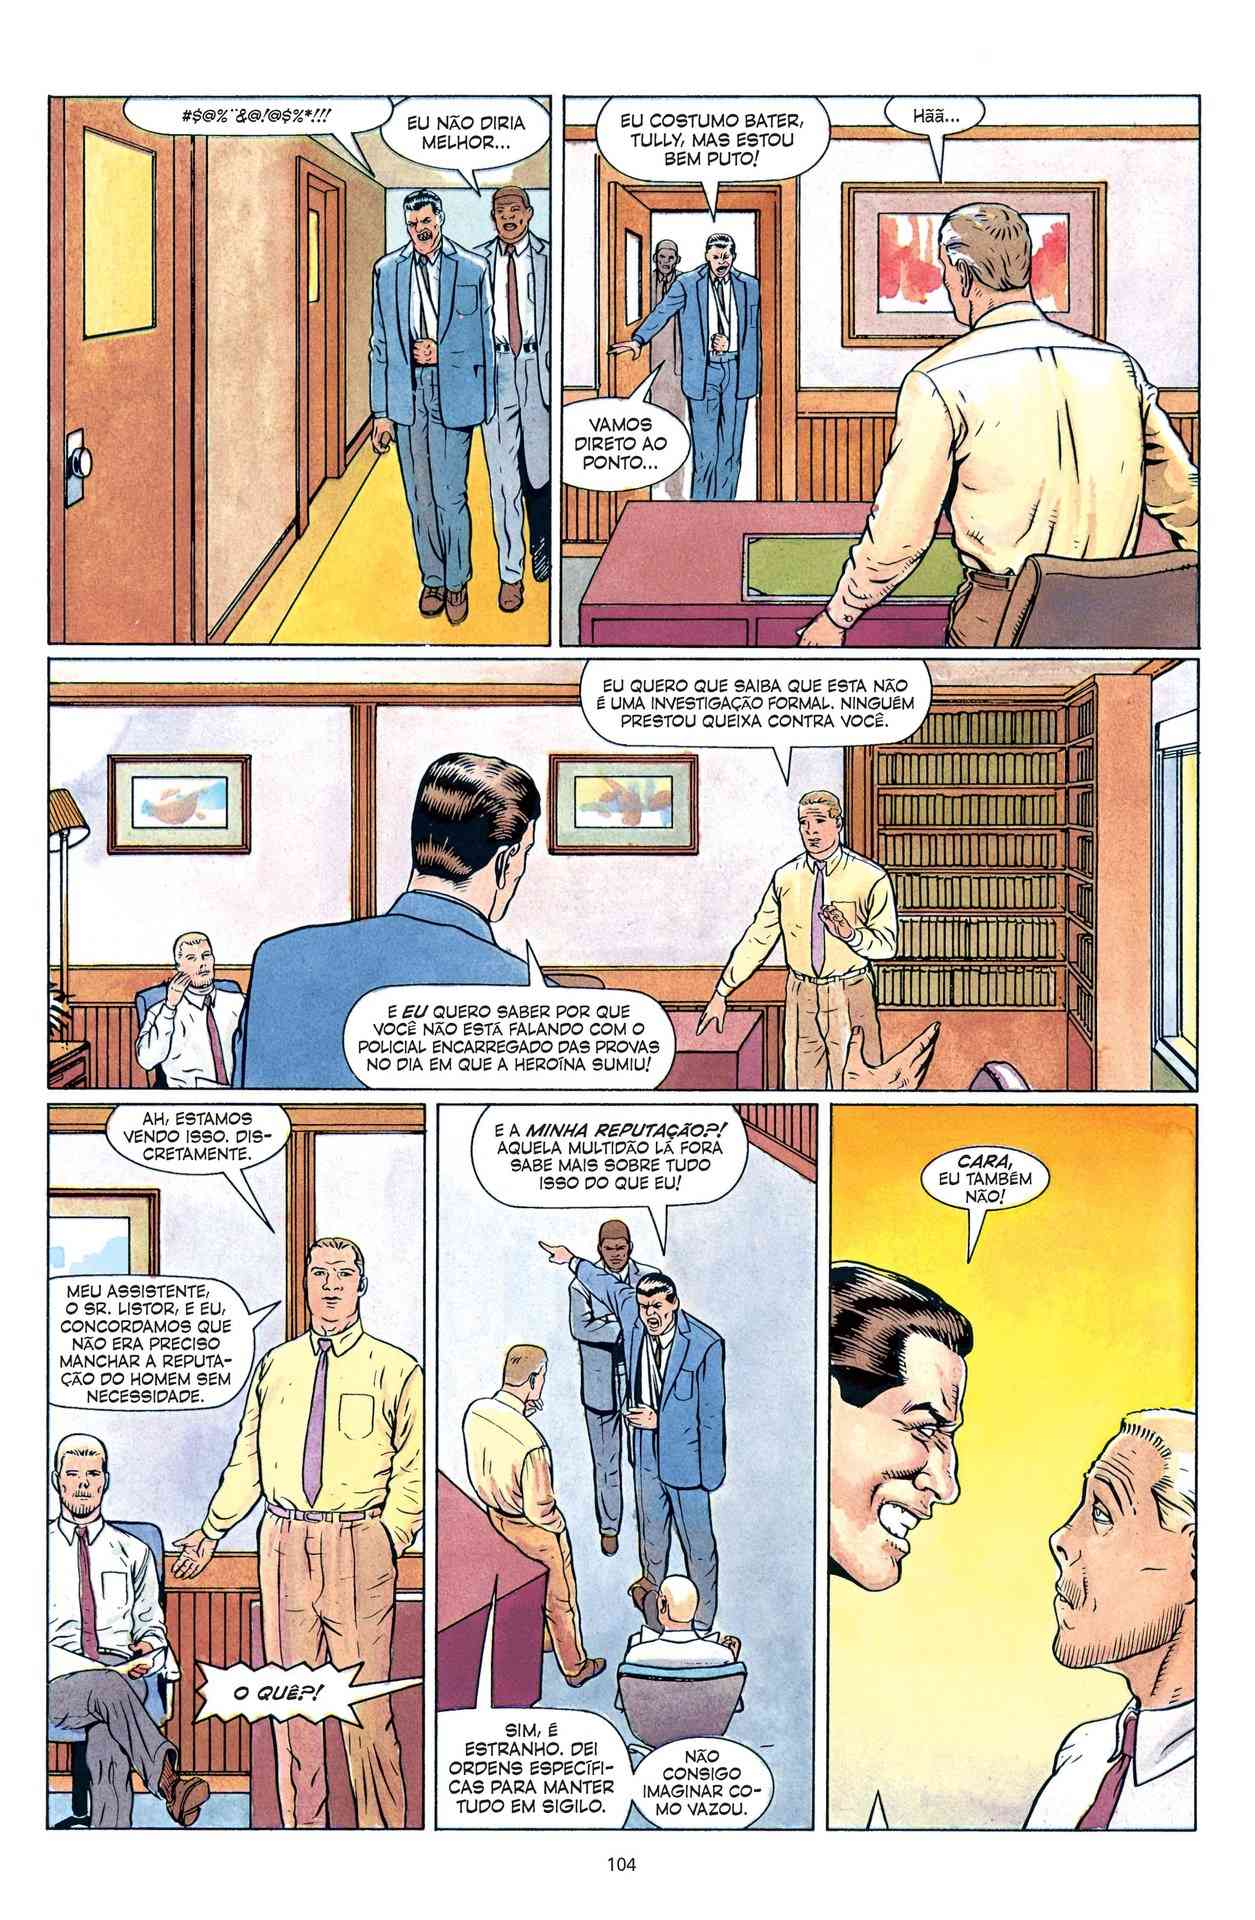 #$@%¨&@!@$%*!!!
EU NÃO DIRIA
MELHOR...
EU COSTUMO BATER,
TULLY, MAS ESTOU
BEM PUTO!
HÃÃ...
VAMOS
DIRETO AO
PONTO...
EU QUERO QUE SAIBA QUE ESTA NÃO
É UMA INVESTIGAÇÃO FORMAL. NINGUÉM
PRESTOU QUEIXA CONTRA VOCÊ.
E EU QUERO SABER POR QUE
VOCÊ NÃO ESTÁ FALANDO COM O
POLICIAL ENCARREGADO DAS PROVAS
NO DIA EM QUE A HEROÍNA SUMIU!
AH, ESTAMOS
VENDO ISSO. DIS-
CRETAMENTE.
MEU ASSISTENTE,
O SR. LISTOR, E EU,
CONCORDAMOS QUE
NÃO ERA PRECISO
MANCHAR A REPUTA-
ÇÃO DO HOMEM SEM
NECESSIDADE.
O QUÊ?!
E A MINHA REPUTAÇÃO?!
AQUELA MULTIDÃO LÁ FORA
SABE MAIS SOBRE TUDO
ISSO DO QUE EU!
SIM, É
ESTRANHO. DEI
ORDENS ESPECÍFI-
CAS PARA MANTER
TUDO EM SIGILO.
NÃO
CONSIGO
IMAGINAR CO-
MO VAZOU.
CARA,
EU TAMBÉM
NÃO!
104